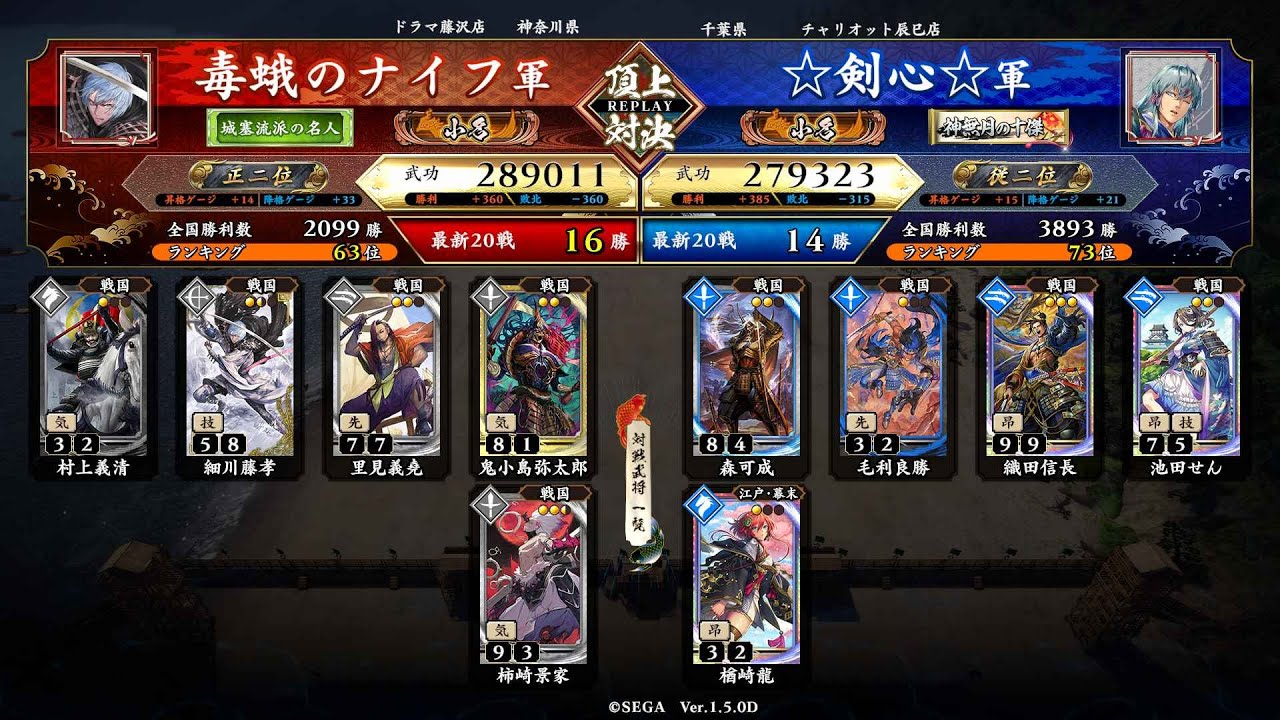 ドラマ藤沢店 神奈川県
千葉県 チャリオット辰巳店
毒蛾のナイフ軍
頂上
REPLAY
対決
☆剣心☆軍
城塞流派の名人
小名
小名
神無月の十傑
正二位
昇格ゲージ +14 降格ゲージ +33
武功 289011
勝利 +360 敗北 -360
武功 279323
勝利 +385 敗北 -315
従二位
昇格ゲージ +15 降格ゲージ +21
全国勝利数 2099勝
ランキング 63位
最新20戦 16勝
最新20戦 14勝
全国勝利数 3893勝
ランキング 73位
戦国
気
3 2
村上義清
戦国
技
5 8
細川藤孝
戦国
先
7 7
里見義堯
戦国
気
8 1
鬼小島弥太郎
戦国
8 4
森可成
戦国
先
3 2
毛利良勝
戦国
昂
9 9
織田信長
戦国
昂 技
7 5
池田せん
対戦武将一覧
戦国
気
9 3
柿崎景家
江戸・幕末
昂
3 2
楢崎龍
©SEGA Ver.1.5.0D